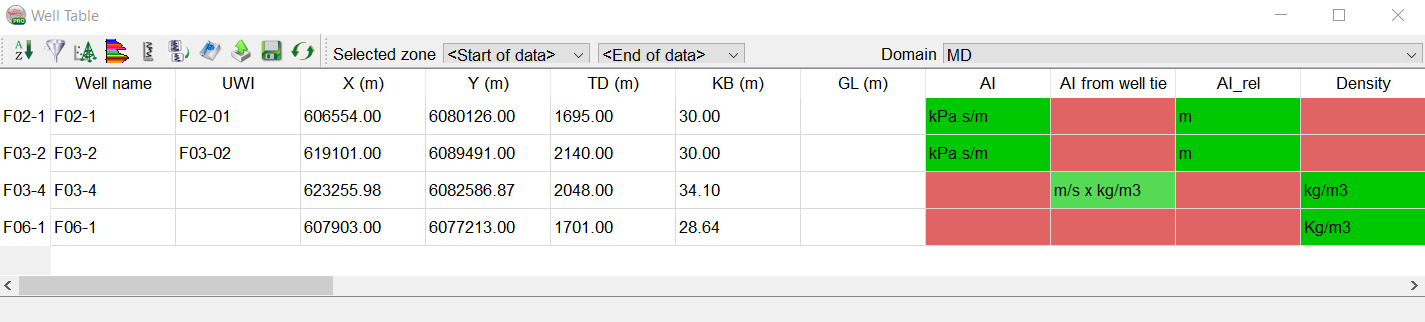 Well Table
Selected zone <Start of data> <End of data> Domain MD
Well name UWI X (m) Y (m) TD (m) KB (m) GL (m) AI AI from well tie AI_rel Density
F02-1 F02-1 F02-01 606554.00 6080126.00 1695.00 30.00 kPa.s/m m
F03-2 F03-2 F03-02 619101.00 6089491.00 2140.00 30.00 kPa.s/m m
F03-4 F03-4 623255.98 6082586.87 2048.00 34.10 m/s x kg/m3 kg/m3
F06-1 F06-1 607903.00 6077213.00 1701.00 28.64 Kg/m3